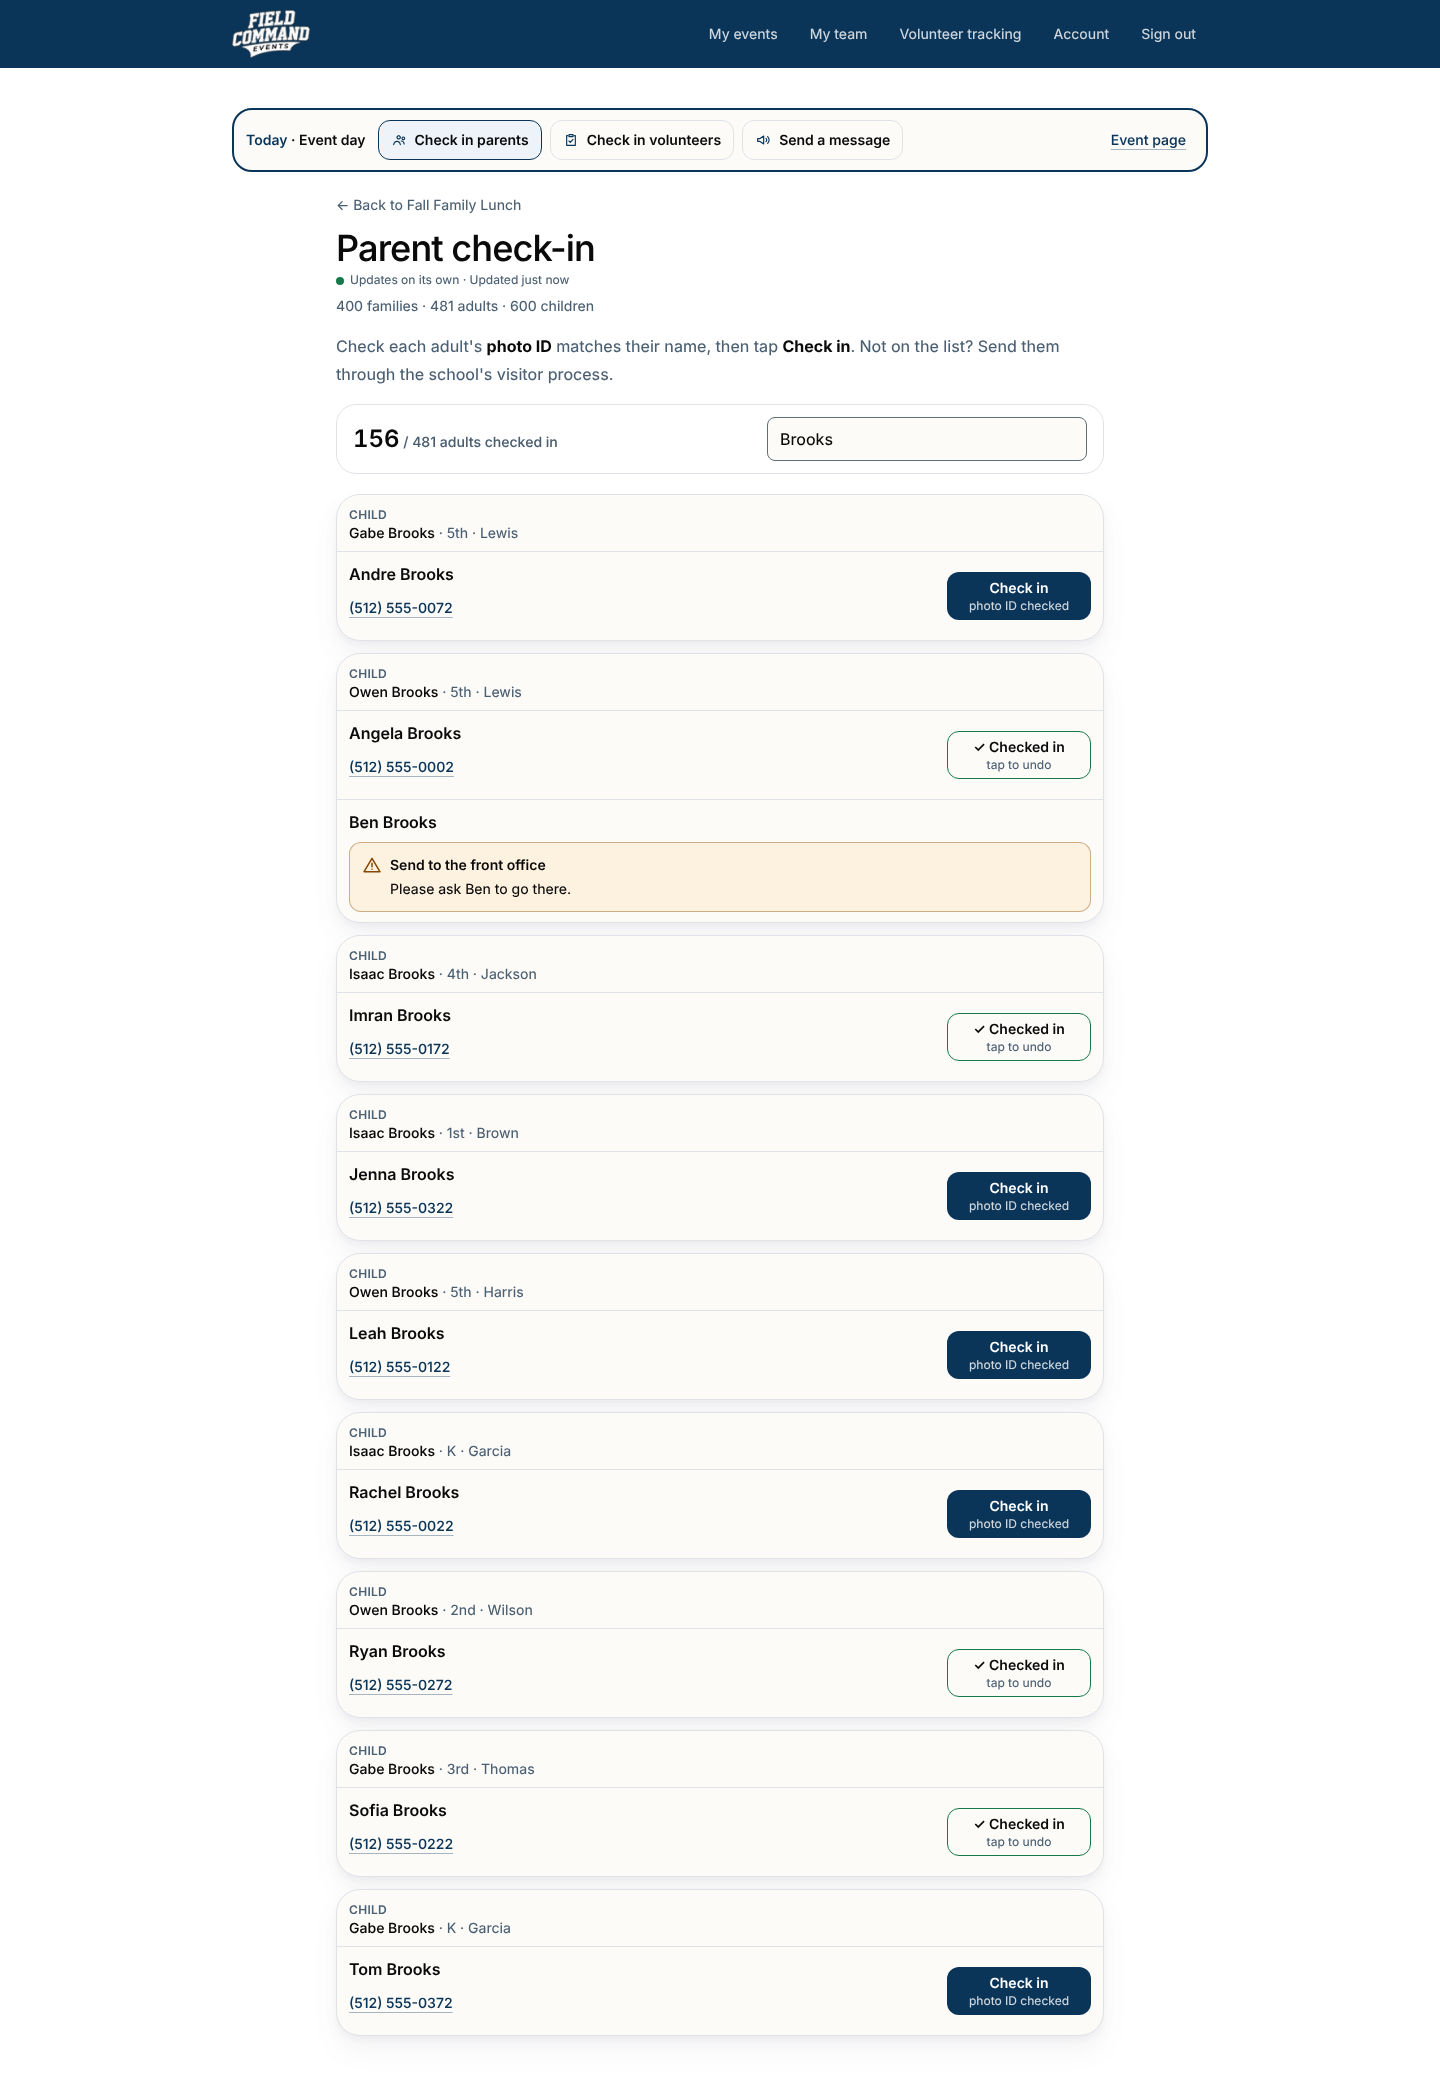 FIELD
COMMAND
EVENTS
My events
My team
Volunteer tracking
Account
Sign out
Today · Event day
Check in parents
Check in volunteers
Send a message
Event page
← Back to Fall Family Lunch
Parent check-in
Updates on its own · Updated just now
400 families · 481 adults · 600 children
Check each adult's photo ID matches their name, then tap Check in. Not on the list? Send them
through the school's visitor process.
156 / 481 adults checked in
Brooks
CHILD
Gabe Brooks · 5th · Lewis
Andre Brooks
(512) 555-0072
Check in
photo ID checked
CHILD
Owen Brooks · 5th · Lewis
Angela Brooks
(512) 555-0002
✓ Checked in
tap to undo
Ben Brooks
Send to the front office
Please ask Ben to go there.
CHILD
Isaac Brooks · 4th · Jackson
Imran Brooks
(512) 555-0172
✓ Checked in
tap to undo
CHILD
Isaac Brooks · 1st · Brown
Jenna Brooks
(512) 555-0322
Check in
photo ID checked
CHILD
Owen Brooks · 5th · Harris
Leah Brooks
(512) 555-0122
Check in
photo ID checked
CHILD
Isaac Brooks · K · Garcia
Rachel Brooks
(512) 555-0022
Check in
photo ID checked
CHILD
Owen Brooks · 2nd · Wilson
Ryan Brooks
(512) 555-0272
✓ Checked in
tap to undo
CHILD
Gabe Brooks · 3rd · Thomas
Sofia Brooks
(512) 555-0222
✓ Checked in
tap to undo
CHILD
Gabe Brooks · K · Garcia
Tom Brooks
(512) 555-0372
Check in
photo ID checked